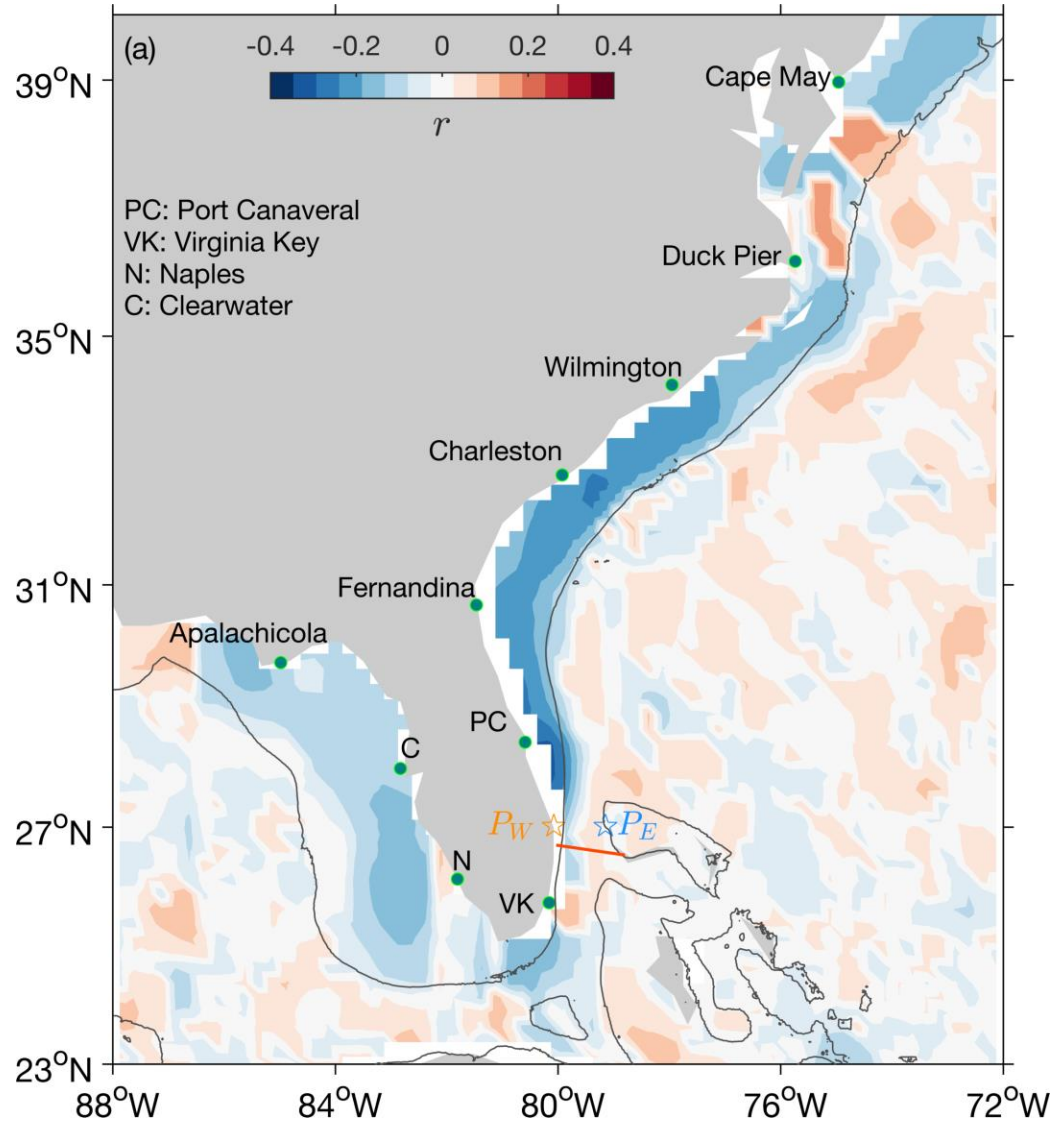 (a)
-0.4 -0.2 0 0.2 0.4
r
39°N
Cape May
PC: Port Canaveral
VK: Virginia Key
N: Naples
C: Clearwater
Duck Pier
35°N
Wilmington
Charleston
31°N
Fernandina
Apalachicola
PC
C
27°N
P_W
P_E
N
VK
23°N
88°W 84°W 80°W 76°W 72°W